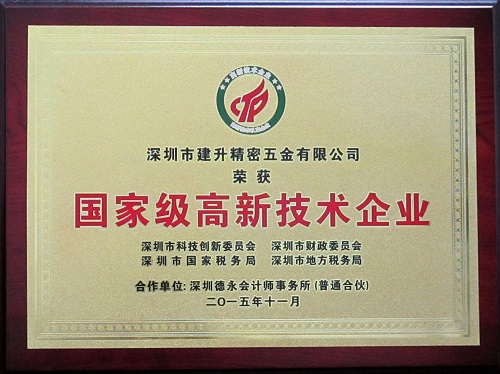 深圳市建升精密五金有限公司
荣获
国家级高新技术企业
深圳市科技创新委员会 深圳市财政委员会
深圳市国家税务局 深圳市地方税务局
合作单位: 深圳德永会计师事务所 (普通合伙)
二〇一五年十一月